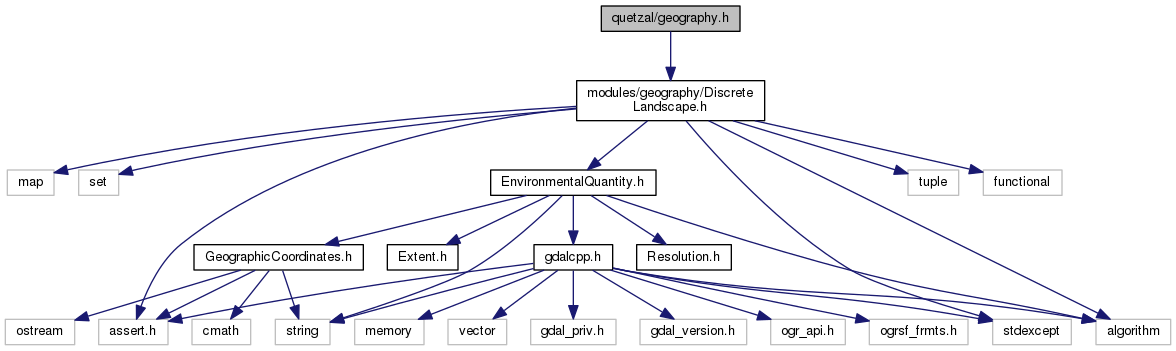 quetzal/geography.h
modules/geography/Discrete
Landscape.h
map
set
EnvironmentalQuantity.h
tuple
functional
GeographicCoordinates.h
Extent.h
gdalcpp.h
Resolution.h
ostream
assert.h
cmath
string
memory
vector
gdal_priv.h
gdal_version.h
ogr_api.h
ogrsf_frmts.h
stdexcept
algorithm